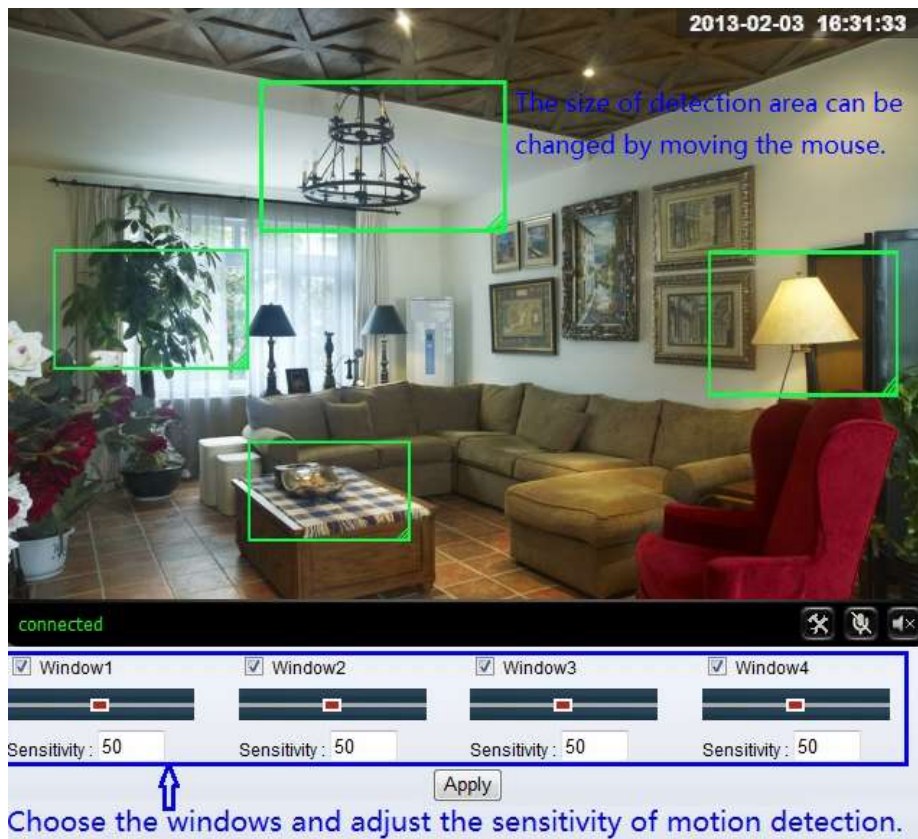 2013-02-03 16:31:33
The size of detection area can be
changed by moving the mouse.
connected
Window1 Window2 Window3 Window4
Sensitivity : 50 Sensitivity : 50 Sensitivity : 50 Sensitivity : 50
Apply
Choose the windows and adjust the sensitivity of motion detection.